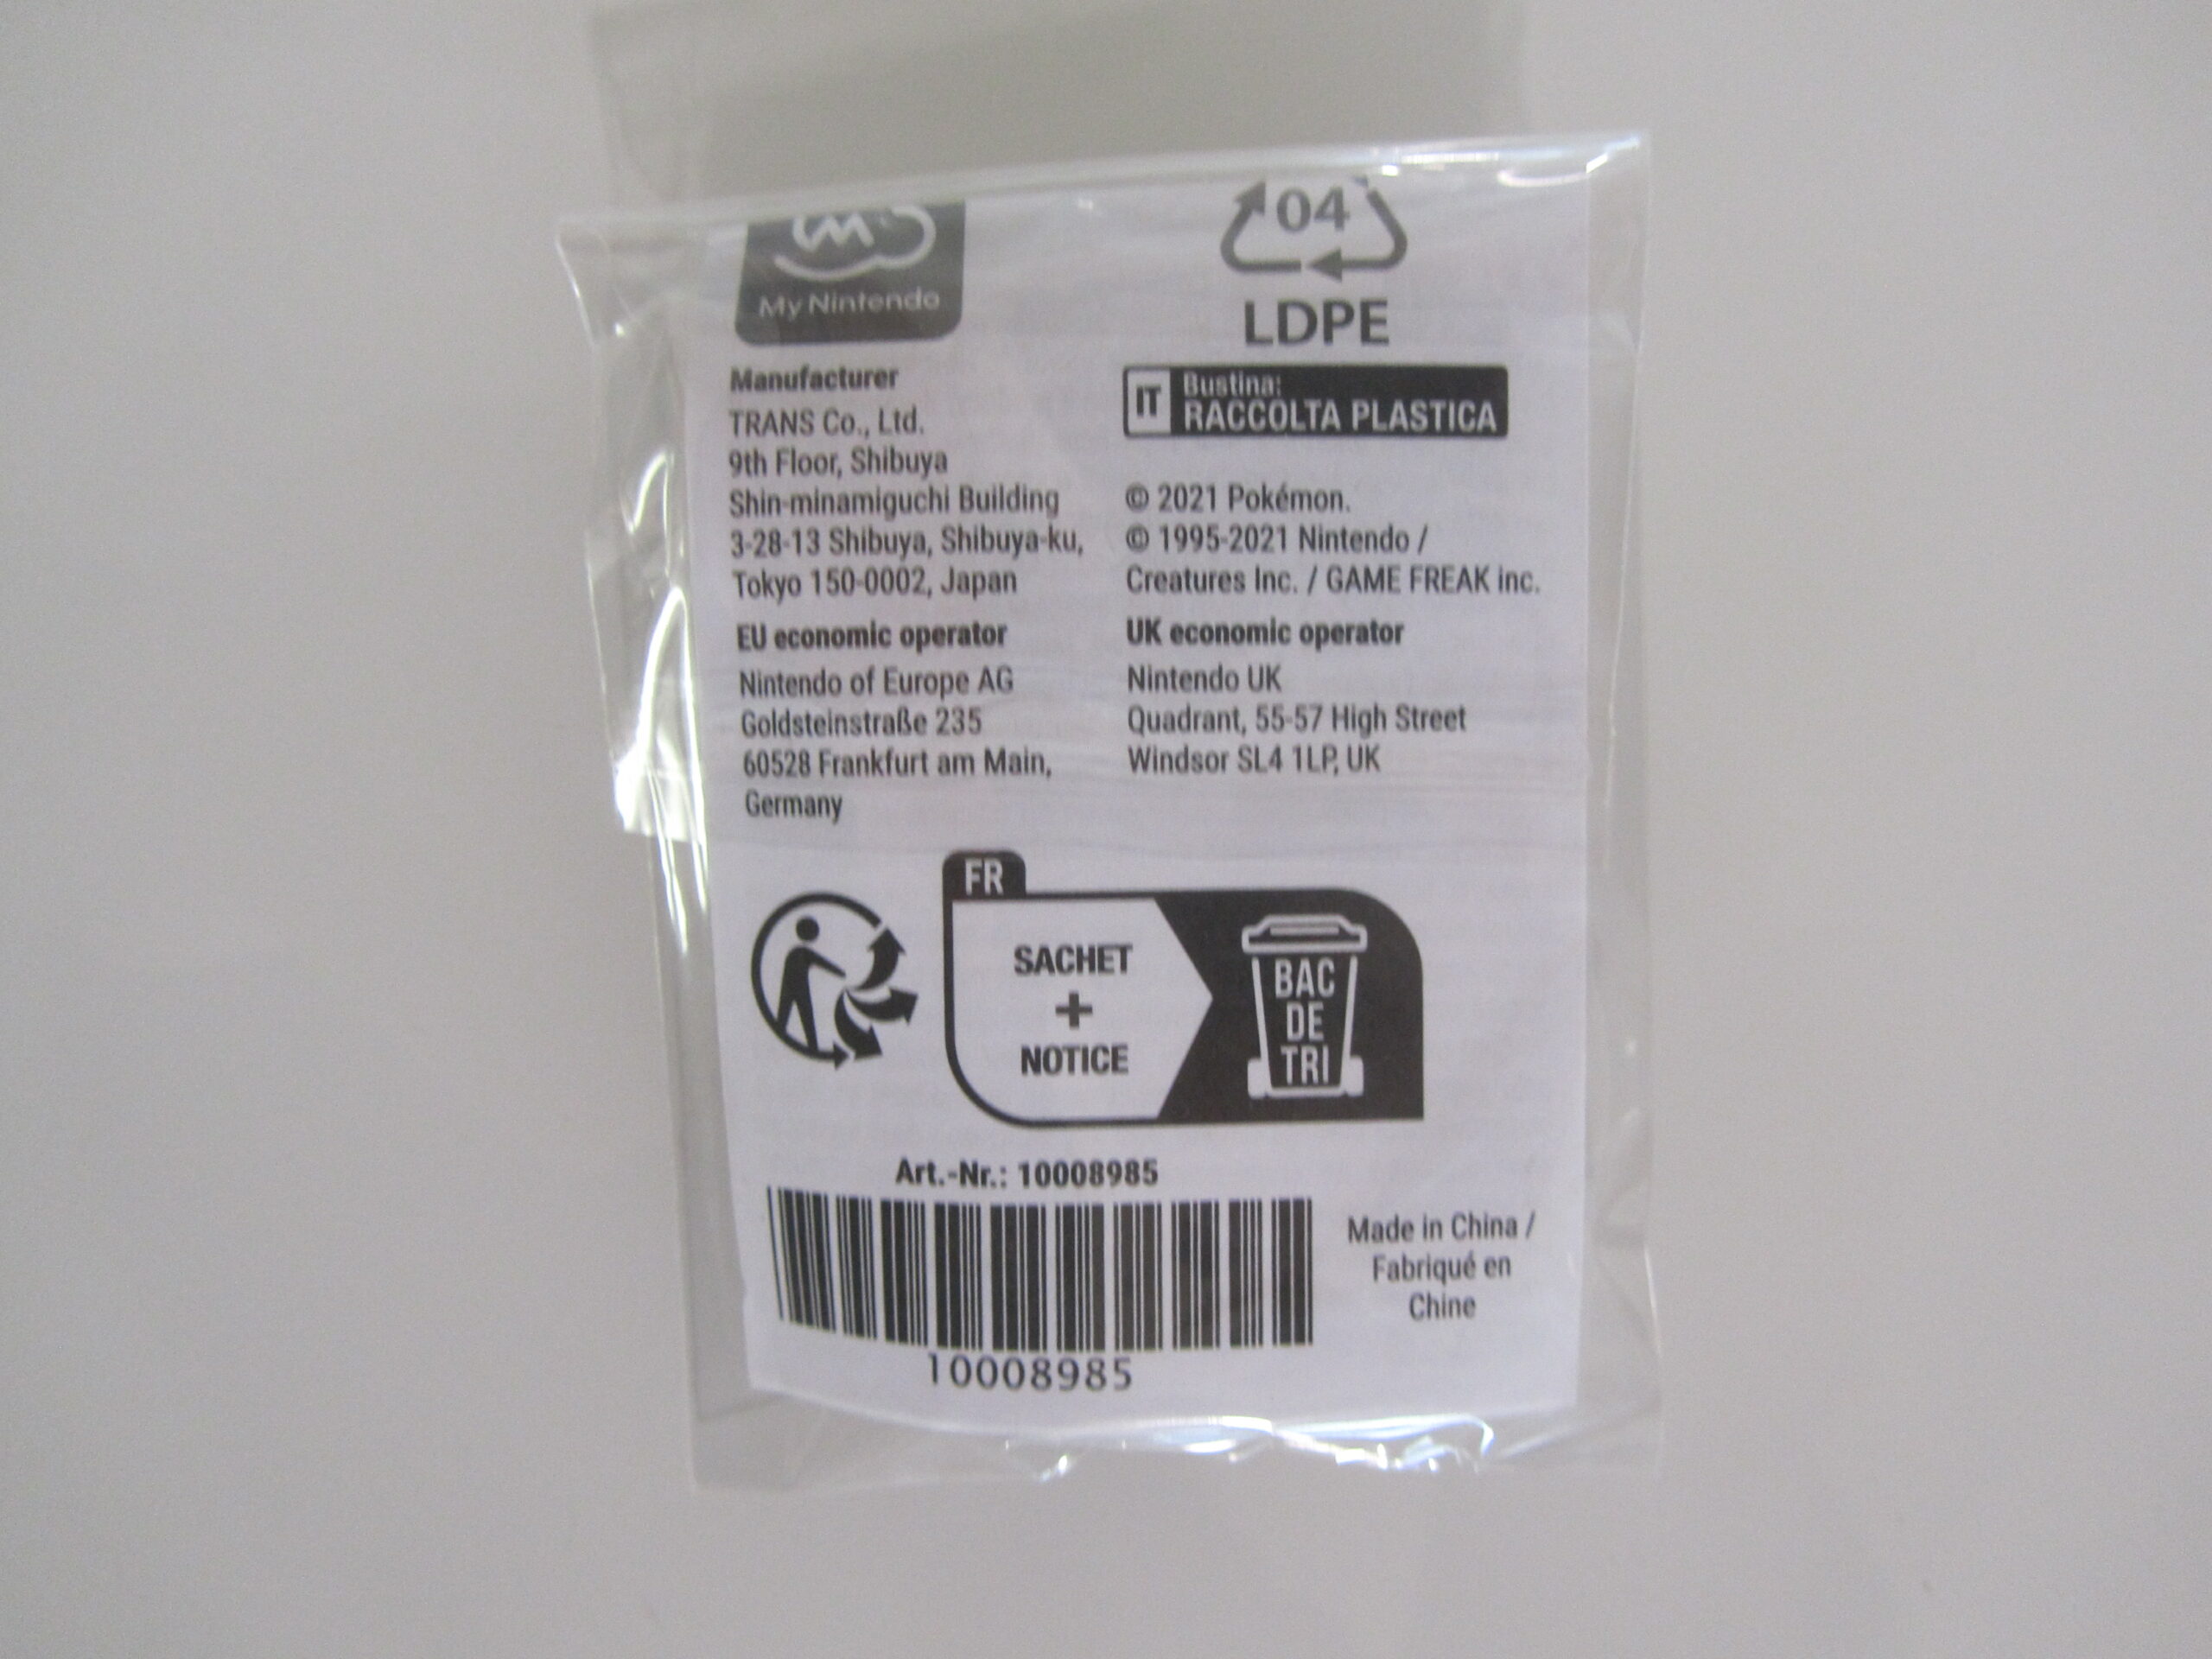 My Nintendo
04
LDPE
IT
Bustina:
RACCOLTA PLASTICA
Manufacturer
TRANS Co., Ltd.
9th Floor, Shibuya
Shin-minamiguchi Building
3-28-13 Shibuya, Shibuya-ku,
Tokyo 150-0002, Japan
© 2021 Pokémon.
© 1995-2021 Nintendo /
Creatures Inc. / GAME FREAK inc.
EU economic operator
Nintendo of Europe AG
Goldsteinstraße 235
60528 Frankfurt am Main,
Germany
UK economic operator
Nintendo UK
Quadrant, 55-57 High Street
Windsor SL4 1LP, UK
FR
SACHET
+
NOTICE
BAC
DE
TRI
Art.-Nr.: 10008985
10008985
Made in China /
Fabriqué en
Chine